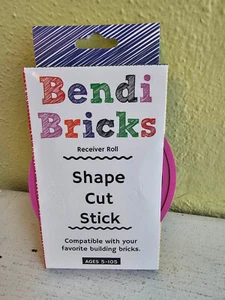 Bendi
Bricks
Receiver Roll
Shape
Cut
Stick
Compatible with your
favorite building bricks.
AGES 5-105